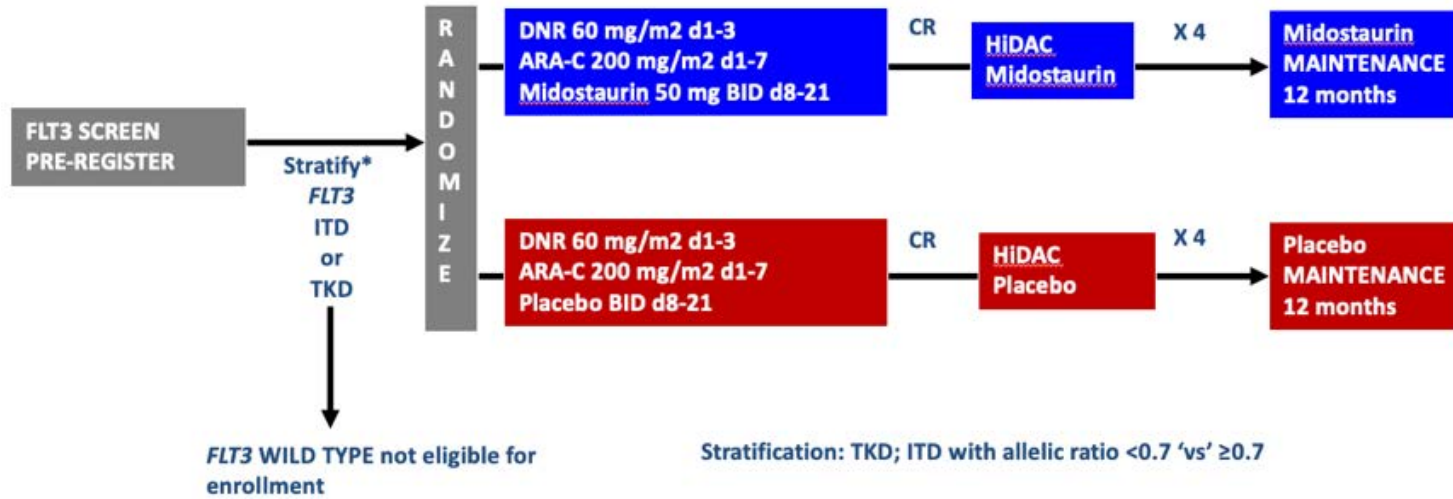 FLT3 SCREEN
PRE-REGISTER
Stratify*
FLT3
ITD
or
TKD
FLT3 WILD TYPE not eligible for
enrollment
RANDOMIZE
DNR 60 mg/m2 d1-3
ARA-C 200 mg/m2 d1-7
Midostaurin 50 mg BID d8-21
CR
HiDAC
Midostaurin
X 4
Midostaurin
MAINTENANCE
12 months
DNR 60 mg/m2 d1-3
ARA-C 200 mg/m2 d1-7
Placebo BID d8-21
CR
HiDAC
Placebo
X 4
Placebo
MAINTENANCE
12 months
Stratification: TKD; ITD with allelic ratio <0.7 ‘vs’ ≥0.7